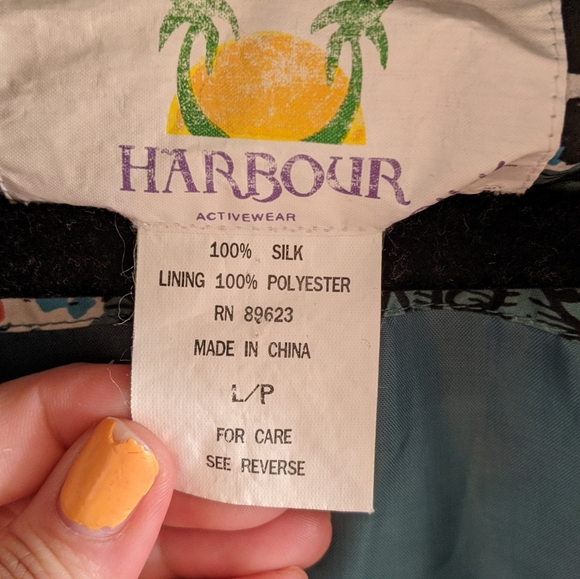 HARBOUR
ACTIVEWEAR
100% SILK
LINING 100% POLYESTER
RN 89623
MADE IN CHINA
L/P
FOR CARE
SEE REVERSE